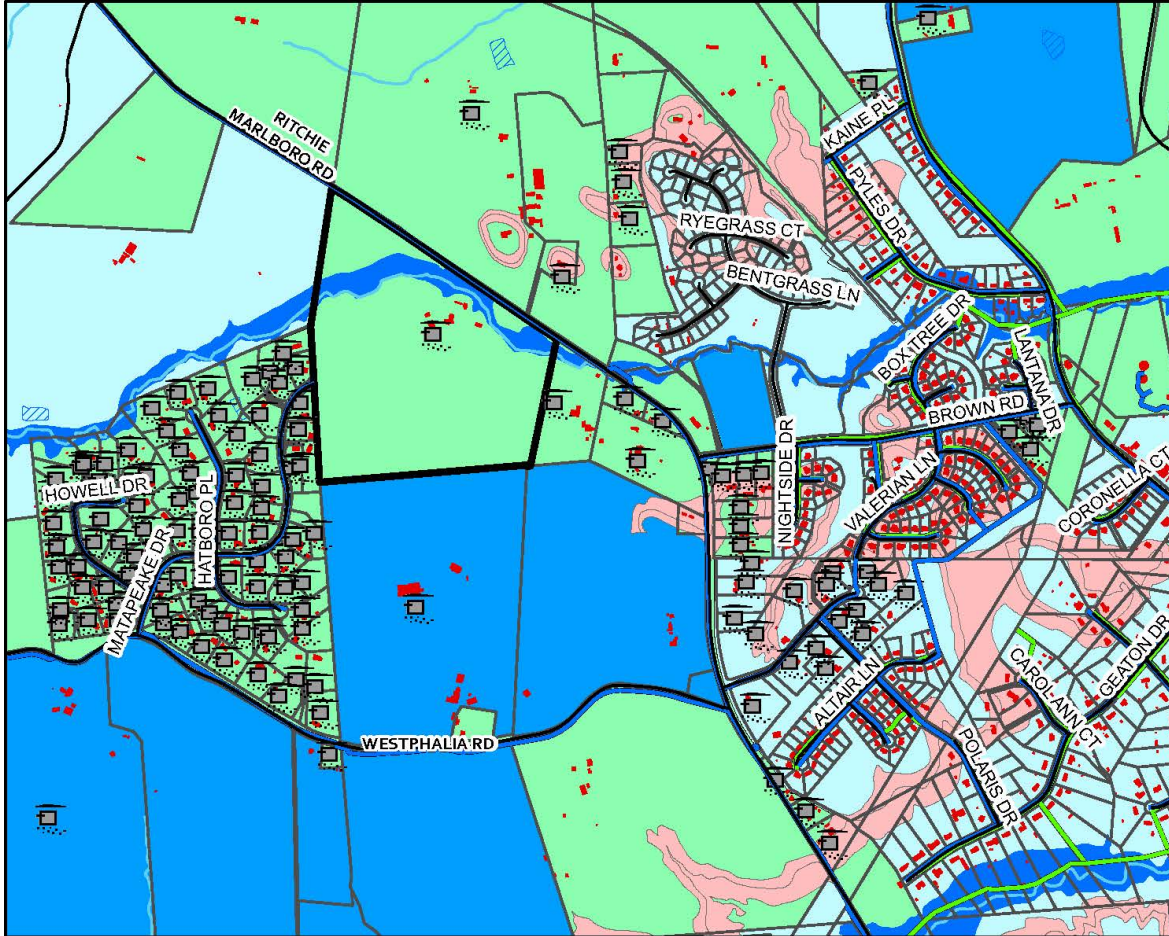 RITCHIE
MARLBORO RD
KAINE PL
PYLES DR
RYEGRASS CT
BENTGRASS LN
BOXTREE DR
LANTANA DR
BROWN RD
NIGHTSIDE DR
VALERIAN LN
CORONELLA CT
HOWELL DR
HATBORO PL
MATAPEAKE DR
ALTAIR LN
CAROL ANN CT
GEATON DR
POLARIS DR
WESTPHALIA RD